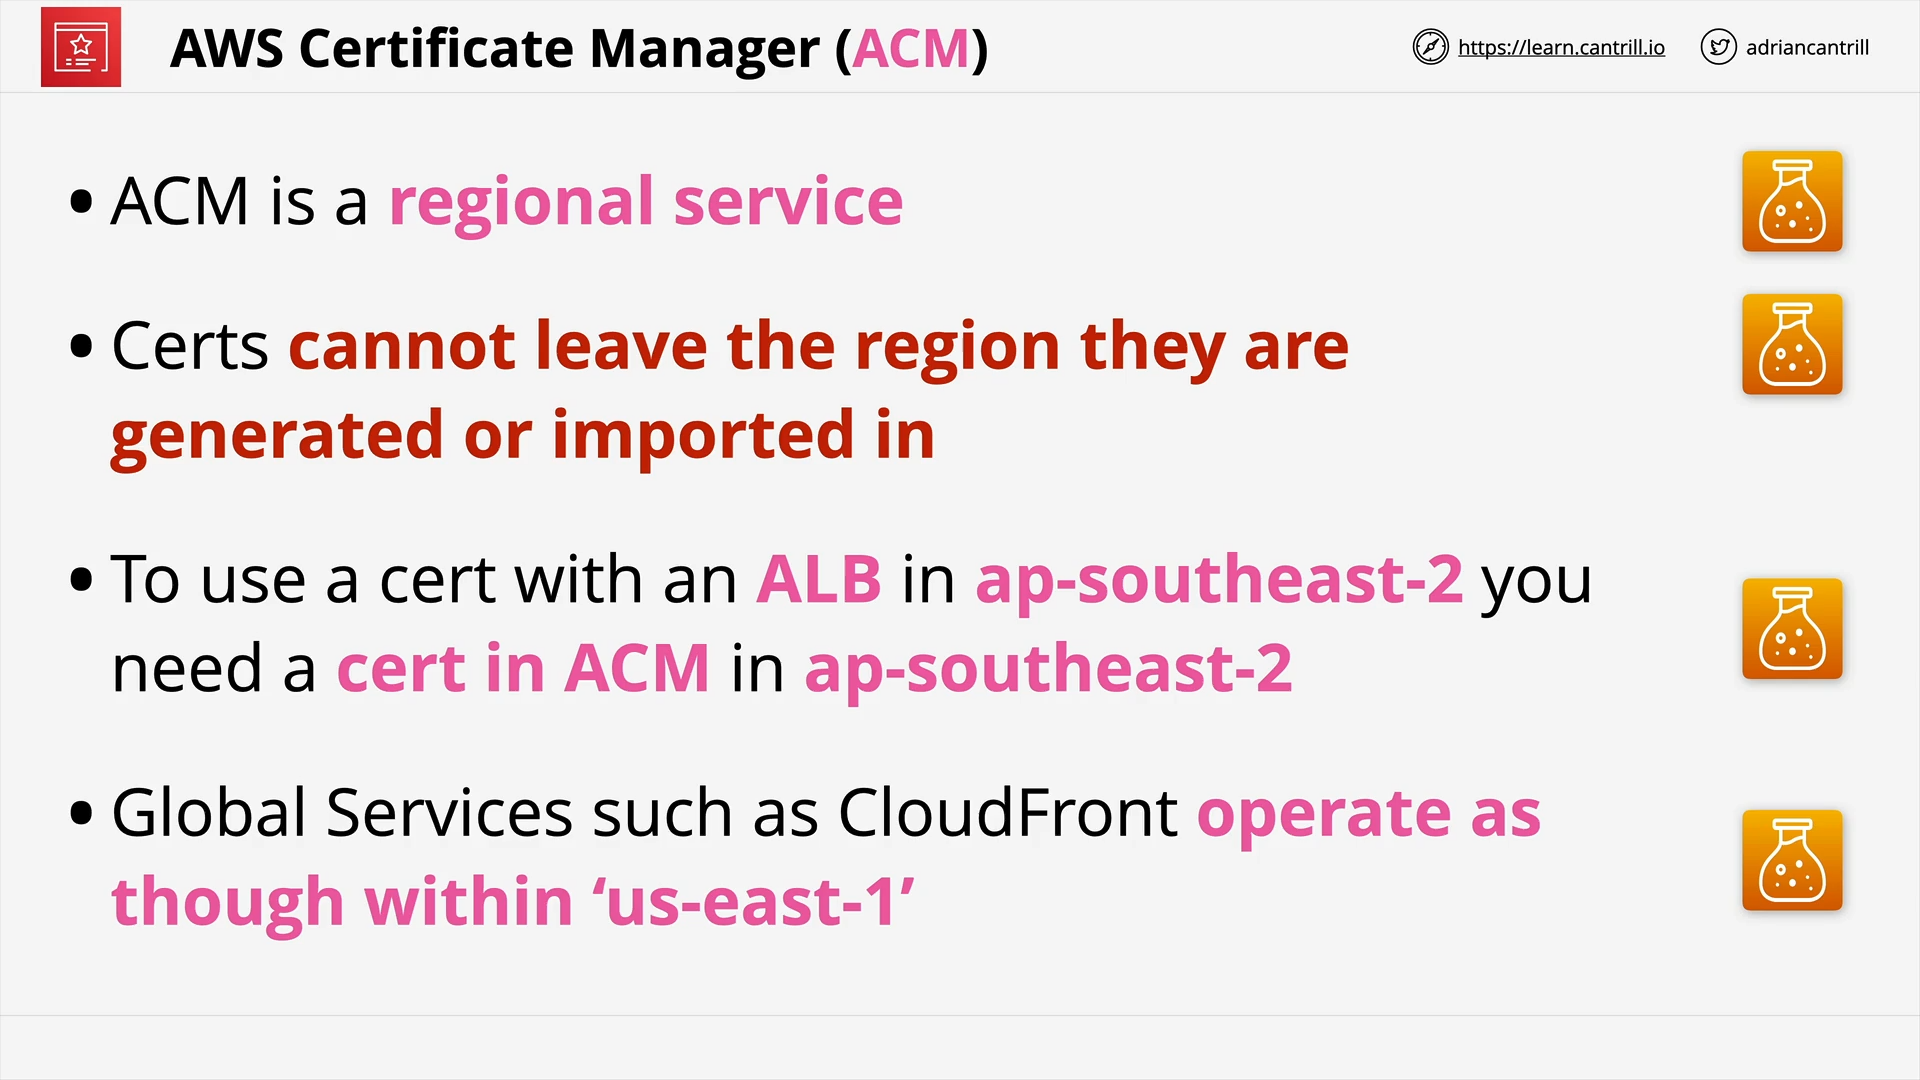 AWS Certificate Manager (ACM)
https://learn.cantrill.io
adriancantrill
• ACM is a regional service
• Certs cannot leave the region they are
generated or imported in
• To use a cert with an ALB in ap-southeast-2 you
need a cert in ACM in ap-southeast-2
• Global Services such as CloudFront operate as
though within ‘us-east-1’